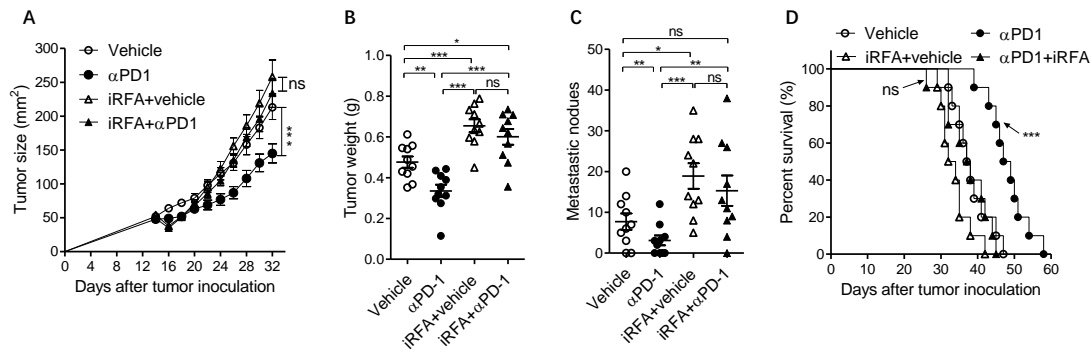 A
Vehicle
αPD1
iRFA+vehicle
iRFA+αPD1
Tumor size (mm2)
300
250
200
150
100
50
0
0 4 8 12 16 20 24 28 32
Days after tumor inoculation
ns
***
B
Tumor weight (g)
1.0
0.8
0.6
0.4
0.2
0.0
*
***
** ***
*** ns
Vehicle
αPD-1
iRFA+vehicle
iRFA+αPD-1
C
Metastastic nodues
50
40
30
20
10
0
ns
*
** **
*** ns
Vehicle
αPD-1
iRFA+vehicle
iRFA+αPD-1
D
Vehicle αPD1
iRFA+vehicle αPD1+iRFA
Percent survival (%)
100
80
60
40
20
0
0 10 20 30 40 50 60
Days after tumor inoculation
ns
***